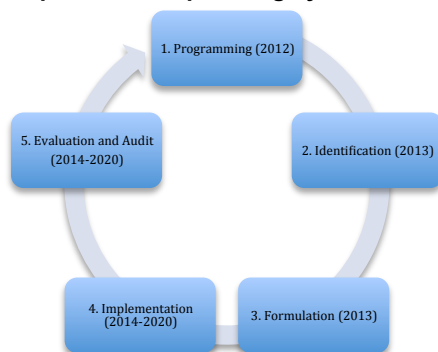 1. Programming (2012)
2. Identification (2013)
3. Formulation (2013)
4. Implementation
(2014-2020)
5. Evaluation and Audit
(2014-2020)